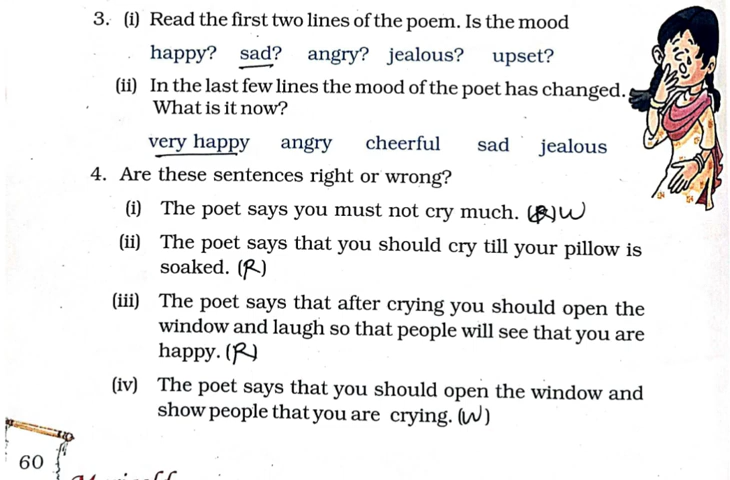 3. (i) Read the first two lines of the poem. Is the mood
happy? sad? angry? jealous? upset?
(ii) In the last few lines the mood of the poet has changed.
What is it now?
very happy angry cheerful sad jealous
4. Are these sentences right or wrong?
(i) The poet says you must not cry much. ( ) W
(ii) The poet says that you should cry till your pillow is
soaked. (R)
(iii) The poet says that after crying you should open the
window and laugh so that people will see that you are
happy. (R)
(iv) The poet says that you should open the window and
show people that you are crying. (W)
60